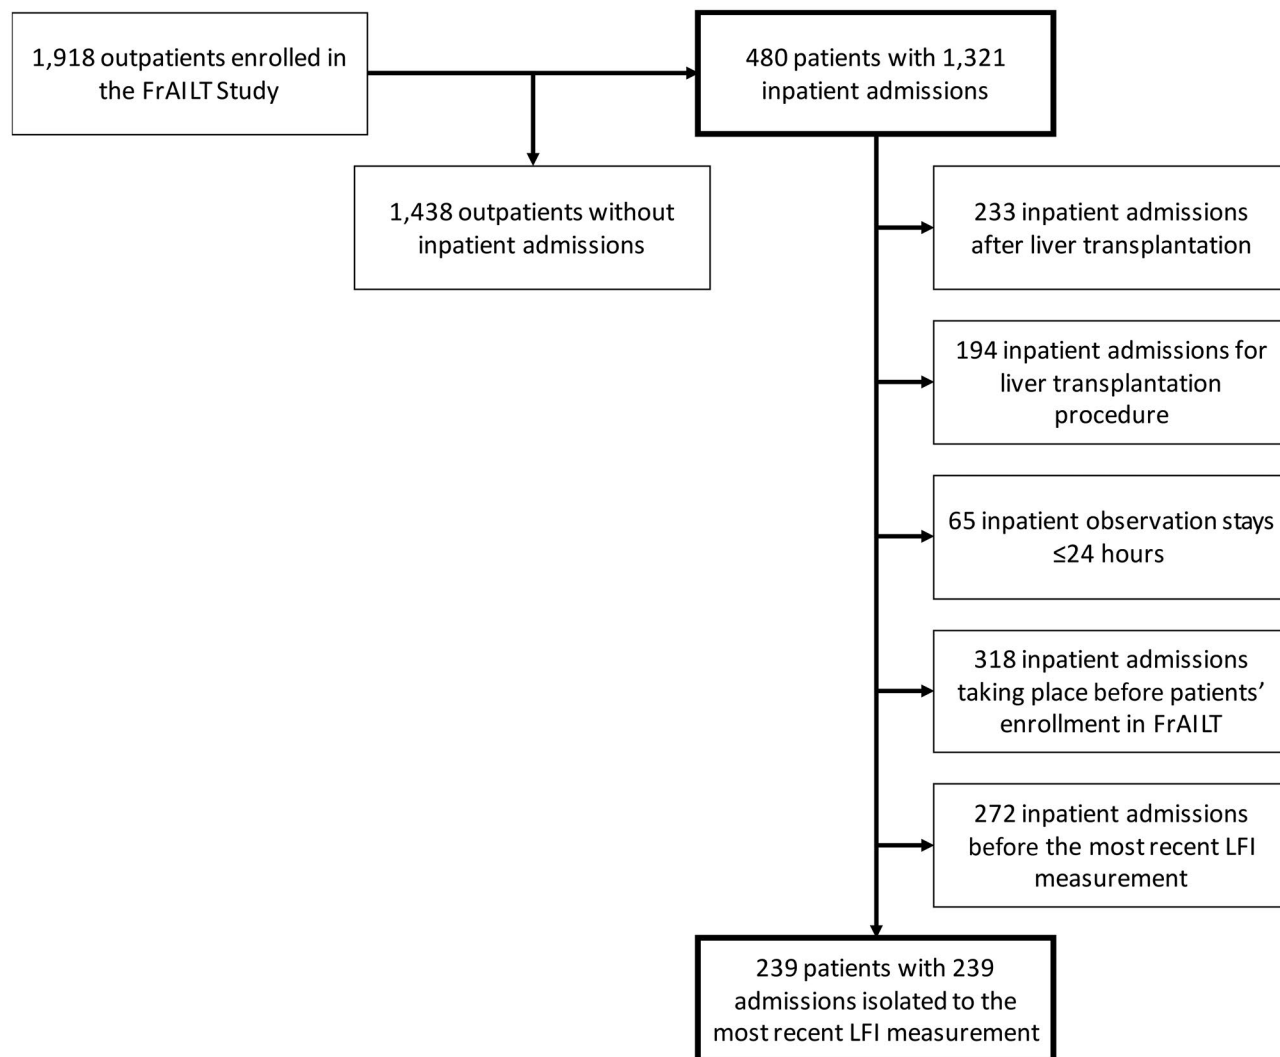 1,918 outpatients enrolled in
the FrAILT Study
480 patients with 1,321
inpatient admissions
1,438 outpatients without
inpatient admissions
233 inpatient admissions
after liver transplantation
194 inpatient admissions for
liver transplantation
procedure
65 inpatient observation stays
≤24 hours
318 inpatient admissions
taking place before patients’
enrollment in FrAILT
272 inpatient admissions
before the most recent LFI
measurement
239 patients with 239
admissions isolated to the
most recent LFI measurement